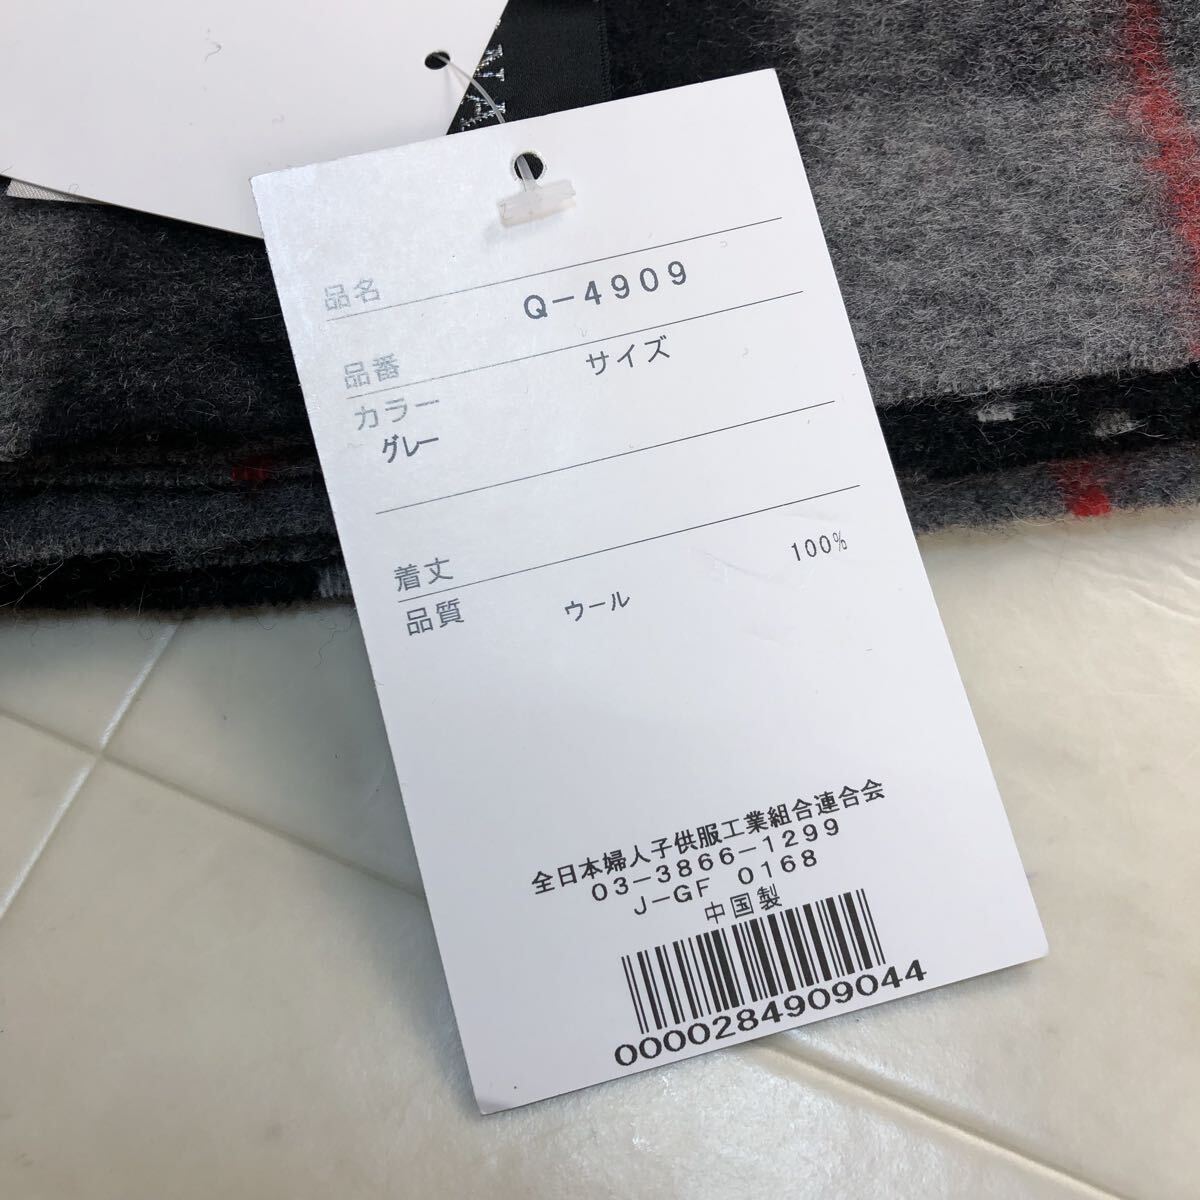 品名
Q-4909
品番
サイズ
カラー
グレー
着丈
品質 ウール 100%
全日本婦人子供服工業組合連合会
03-3866-1299
J-GF 0168
中国製
0000284909044